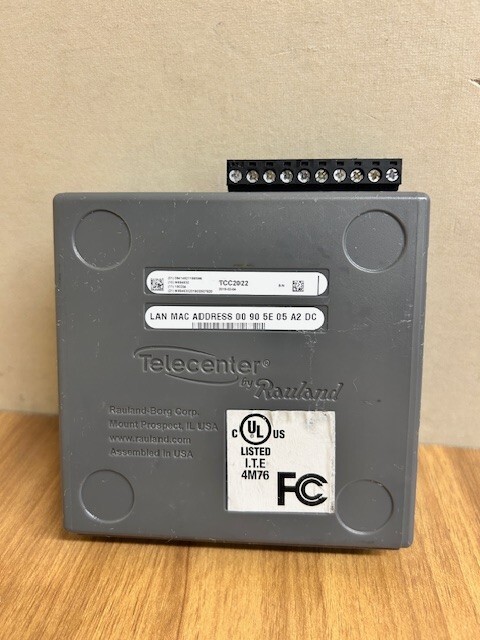 TCC2022
LAN MAC ADDRESS 00 90 5E 05 A2 DC
Telecenter®
by Rauland
Rauland-Borg Corp.
Mount Prospect, IL USA
www.rauland.com
Assembled in USA
C UL US
LISTED
I.T.E
4M76
FC